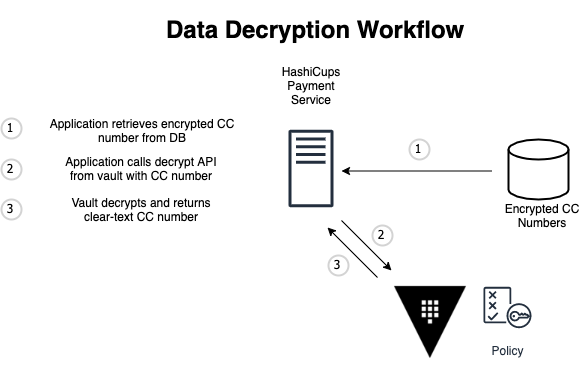 Data Decryption Workflow
HashiCups
Payment
Service
1
Application retrieves encrypted CC
number from DB
2
Application calls decrypt API
from vault with CC number
3
Vault decrypts and returns
clear-text CC number
1
Encrypted CC
Numbers
2
3
Policy